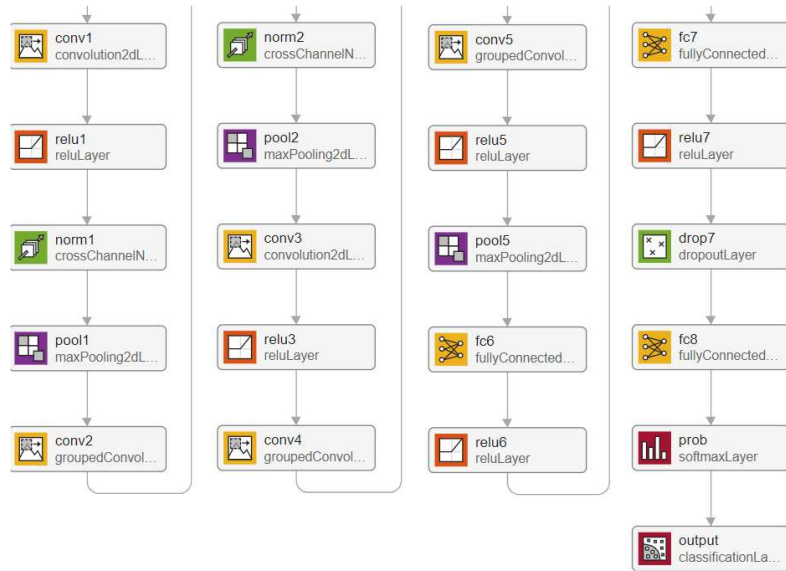 conv1
convolution2dL...
relu1
reluLayer
norm1
crossChannelN...
pool1
maxPooling2dL...
conv2
groupedConvol...
norm2
crossChannelN...
pool2
maxPooling2dL...
conv3
convolution2dL...
relu3
reluLayer
conv4
groupedConvol...
conv5
groupedConvol...
relu5
reluLayer
pool5
maxPooling2dL...
fc6
fullyConnected...
relu6
reluLayer
fc7
fullyConnected...
relu7
reluLayer
drop7
dropoutLayer
fc8
fullyConnected...
prob
softmaxLayer
output
classificationLa...